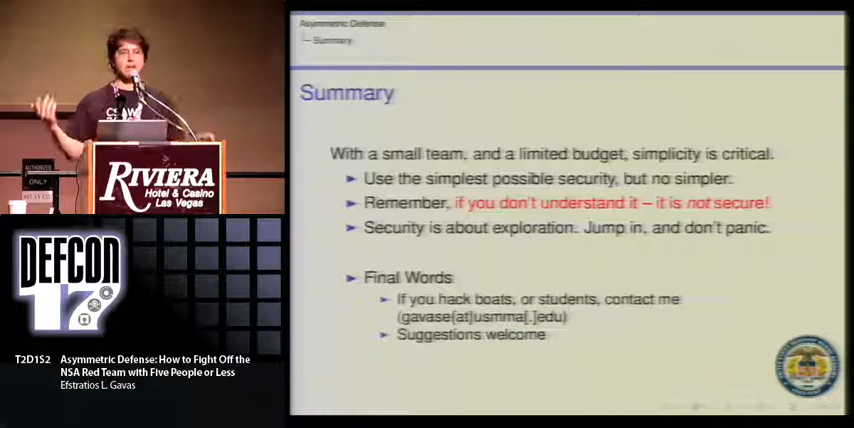 Asymmetric Defense
Summary
Summary
With a small team, and a limited budget, simplicity is critical.
Use the simplest possible security, but no simpler.
Remember, if you don't understand it – it is not secure!
Security is about exploration. Jump in, and don't panic.
Final Words
If you hack boats, or students, contact me
(gavase[at]usmma[.]edu)
Suggestions welcome
AUTHORIZED
ONLY
RIVIERA
Hotel & Casino
Las Vegas
DEFCON
17
T2D1S2 Asymmetric Defense: How to Fight Off the
NSA Red Team with Five People or Less
Efstratios L. Gavas